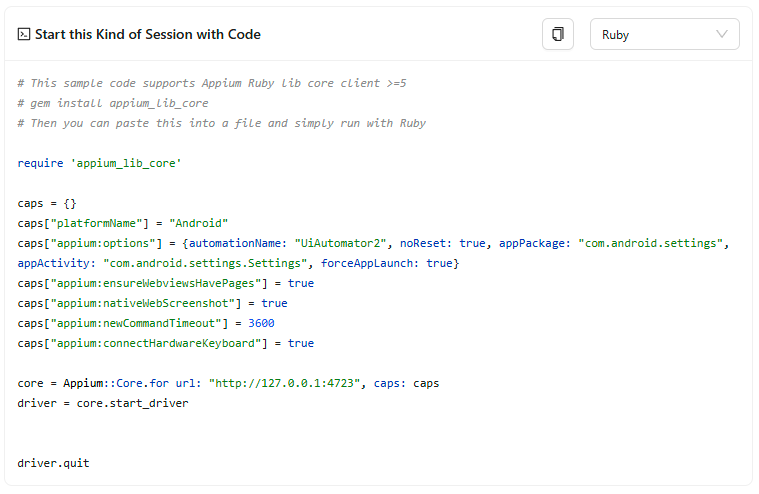 Start this Kind of Session with Code
Ruby
# This sample code supports Appium Ruby lib core client >=5
# gem install appium_lib_core
# Then you can paste this into a file and simply run with Ruby
require 'appium_lib_core'
caps = {}
caps["platformName"] = "Android"
caps["appium:options"] = {automationName: "UiAutomator2", noReset: true, appPackage: "com.android.settings",
appActivity: "com.android.settings.Settings", forceAppLaunch: true}
caps["appium:ensureWebviewsHavePages"] = true
caps["appium:nativeWebScreenshot"] = true
caps["appium:newCommandTimeout"] = 3600
caps["appium:connectHardwareKeyboard"] = true
core = Appium::Core.for url: "http://127.0.0.1:4723", caps: caps
driver = core.start_driver
driver.quit